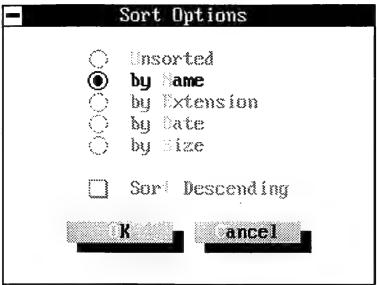 Sort Options
Unsorted
by Name
by Extension
by Date
by Size
Sort Descending
OK
Cancel